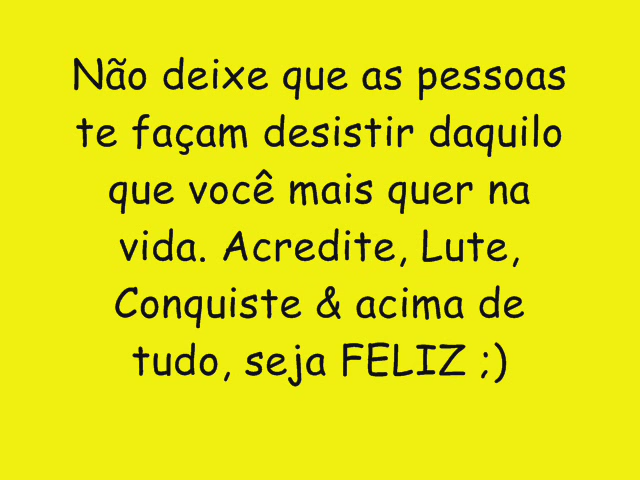 Não deixe que as pessoas
te façam desistir daquilo
que você mais quer na
vida. Acredite, Lute,
Conquiste & acima de
tudo, seja FELIZ ;)